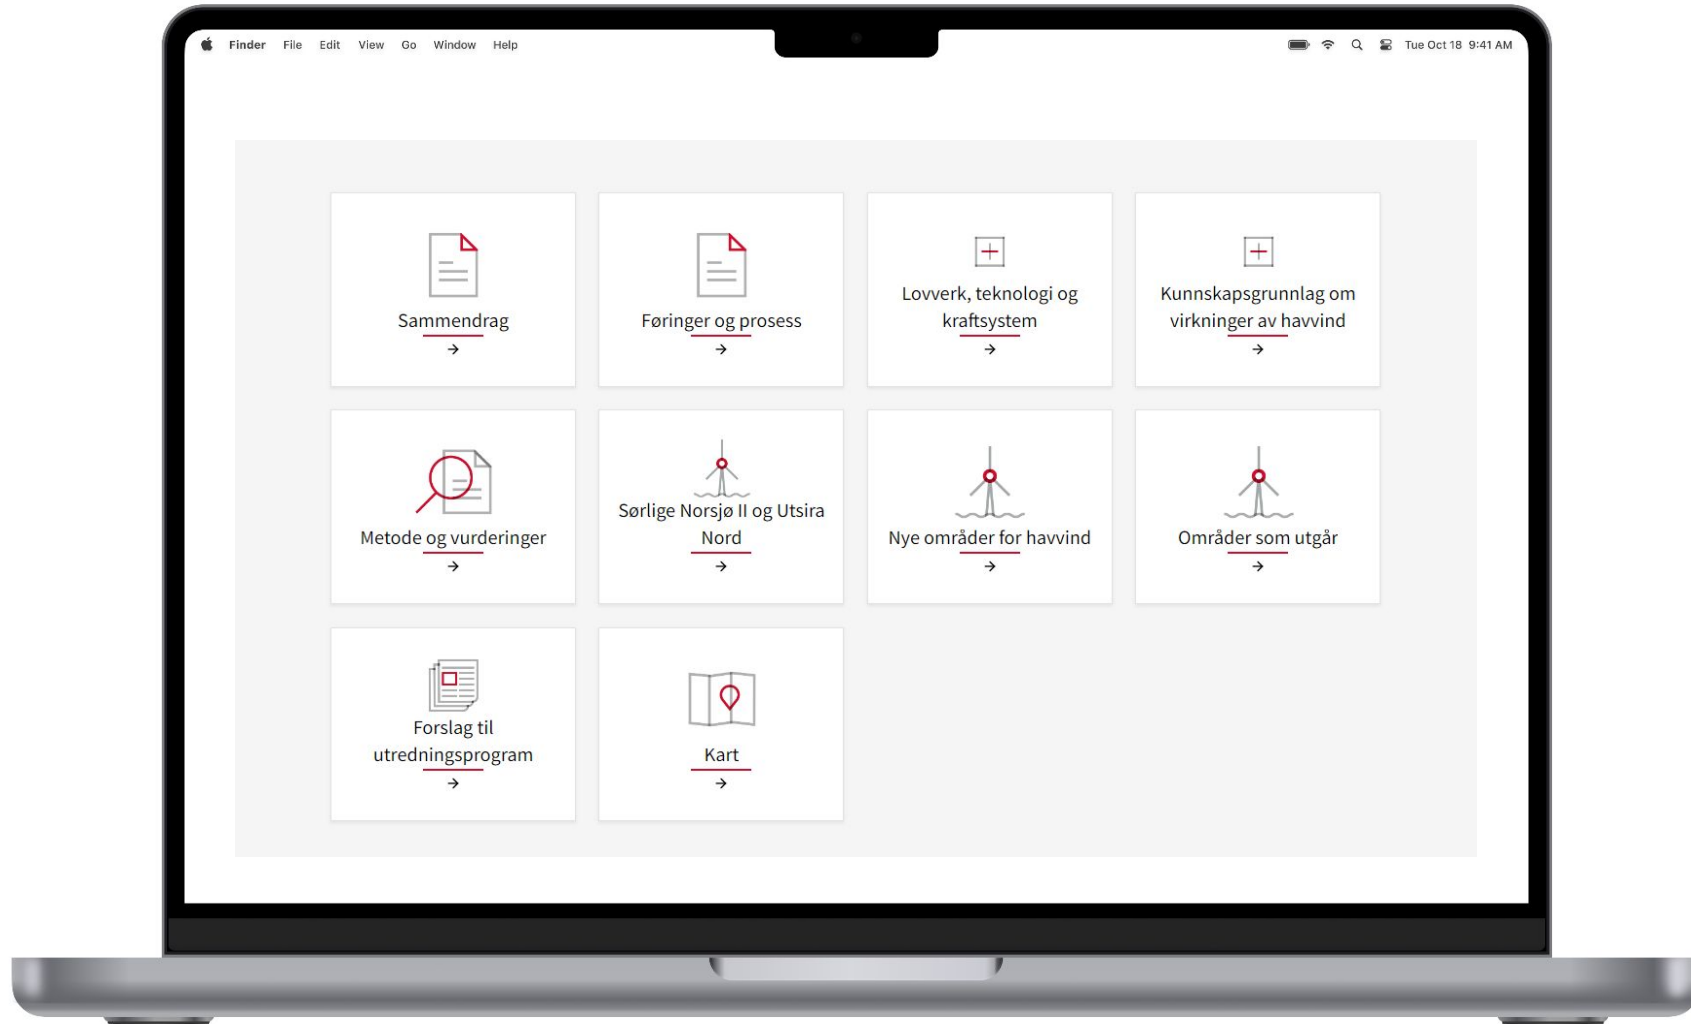 Finder File Edit View Go Window Help
Tue Oct 18 9:41 AM
Sammendrag
Føringer og prosess
Lovverk, teknologi og
kraftsystem
Kunnskapsgrunnlag om
virkninger av havvind
Metode og vurderinger
Sørlige Norsjø II og Utsira
Nord
Nye områder for havvind
Områder som utgår
Forslag til
utredningsprogram
Kart